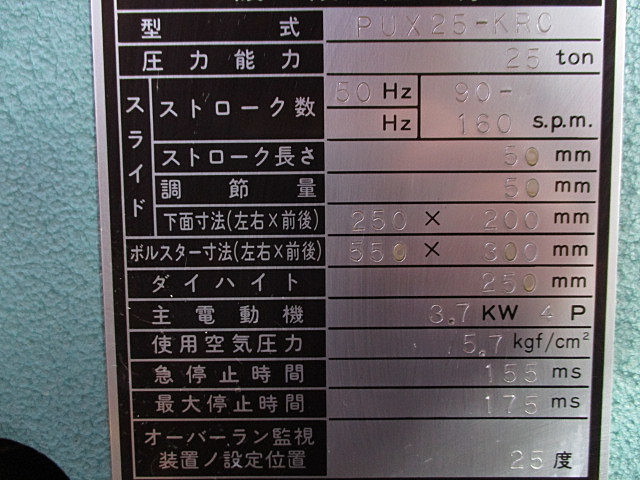 型式 PUX25-KRC
圧力能力 25 ton
スライド
ストローク数 50 Hz 90-
Hz 160 s.p.m.
ストローク長さ 50 mm
調節量 50 mm
下面寸法(左右×前後) 250 × 200 mm
ボルスター寸法(左右×前後) 550 × 300 mm
ダイハイト 250 mm
主電動機 3.7 KW 4 P
使用空気圧力 5.7 kgf/cm²
急停止時間 155 ms
最大停止時間 175 ms
オーバーラン監視
装置ノ設定位置 25 度